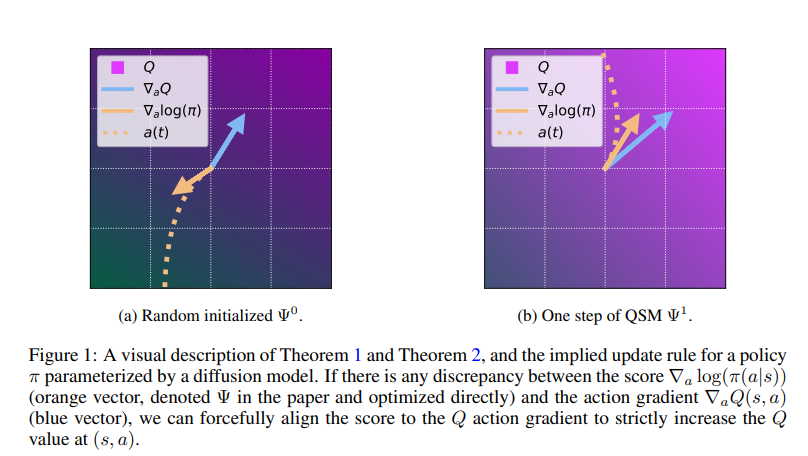 Q
∇ₐQ
∇ₐlog(π)
a(t)
Q
∇ₐQ
∇ₐlog(π)
a(t)
(a) Random initialized Ψ⁰.
(b) One step of QSM Ψ¹.
Figure 1: A visual description of Theorem 1 and Theorem 2, and the implied update rule for a policy
π parameterized by a diffusion model. If there is any discrepancy between the score ∇ₐ log(π(a|s))
(orange vector, denoted Ψ in the paper and optimized directly) and the action gradient ∇ₐQ(s, a)
(blue vector), we can forcefully align the score to the Q action gradient to strictly increase the Q
value at (s, a).